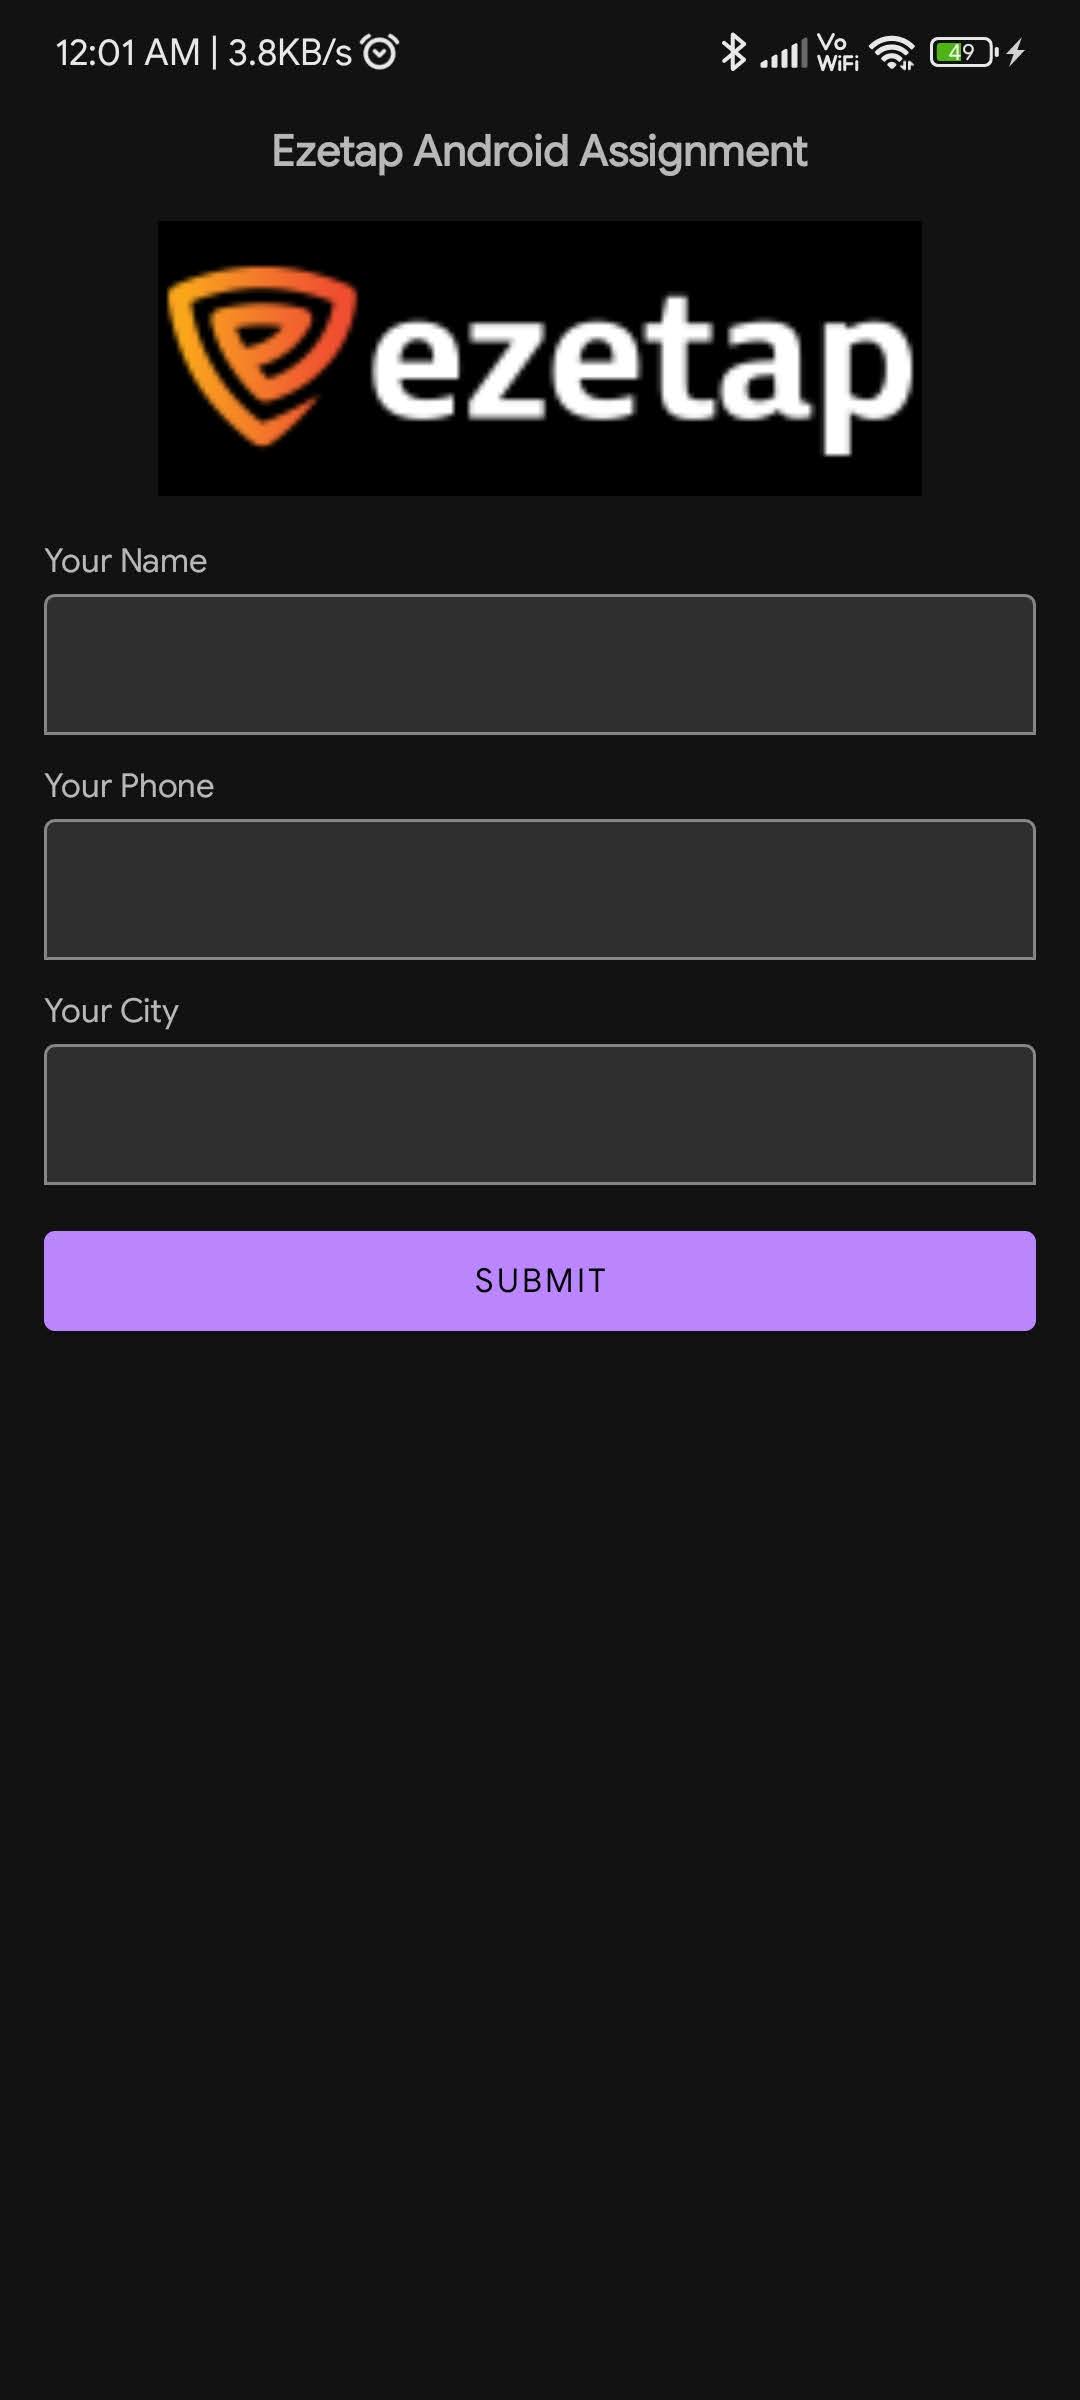 12:01 AM | 3.8KB/s Vo WiFi 49
Ezetap Android Assignment
ezetap
Your Name
Your Phone
Your City
SUBMIT